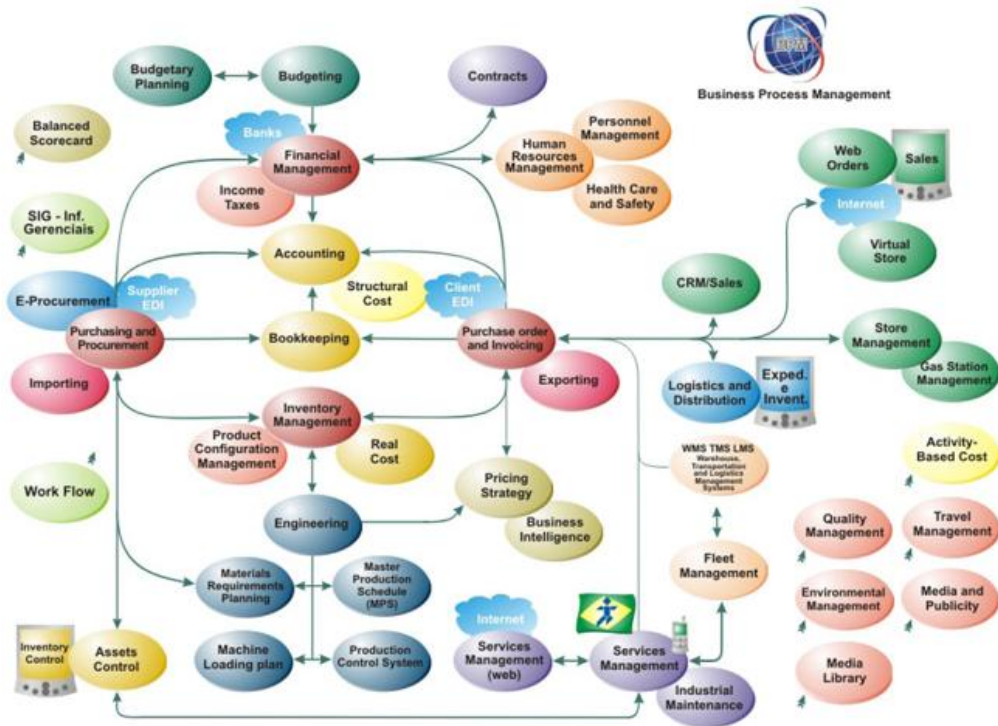 BPM
Business Process Management
Budgetary
Planning
Budgeting
Contracts
Balanced
Scorecard
Banks
Financial
Management
Income
Taxes
Human
Resources
Management
Personnel
Management
Health Care
and Safety
Web
Orders
Sales
Internet
Virtual
Store
SIG - Inf.
Gerenciais
Accounting
Structural
Cost
E-Procurement
Supplier
EDI
Client
EDI
CRM/Sales
Purchasing and
Procurement
Bookkeeping
Purchase order
and Invoicing
Store
Management
Gas Station
Management
Importing
Exporting
Logistics and
Distribution
Exped.
e
Invent.
Inventory
Management
Product
Configuration
Management
Real
Cost
WMS TMS LMS
Warehouse,
Transportation
and Logistics
Management
Systems
Activity-
Based Cost
Work Flow
Pricing
Strategy
Business
Intelligence
Engineering
Quality
Management
Travel
Management
Fleet
Management
Materials
Requirements
Planning
Master
Production
Schedule
(MPS)
Environmental
Management
Media and
Publicity
Internet
Inventory
Control
Assets
Control
Machine
Loading plan
Production
Control System
Services
Management
(web)
Services
Management
Industrial
Maintenance
Media
Library